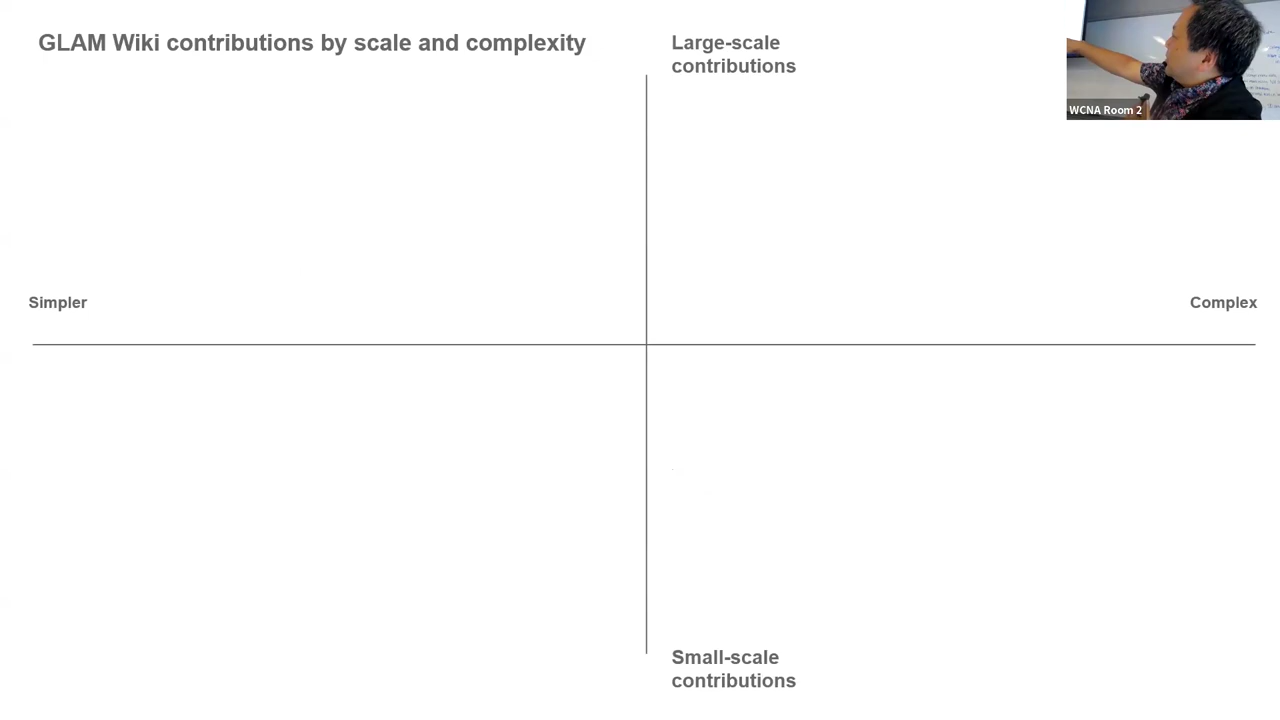 GLAM Wiki contributions by scale and complexity
Large-scale
contributions
WCNA Room 2
Simpler
Complex
Small-scale
contributions